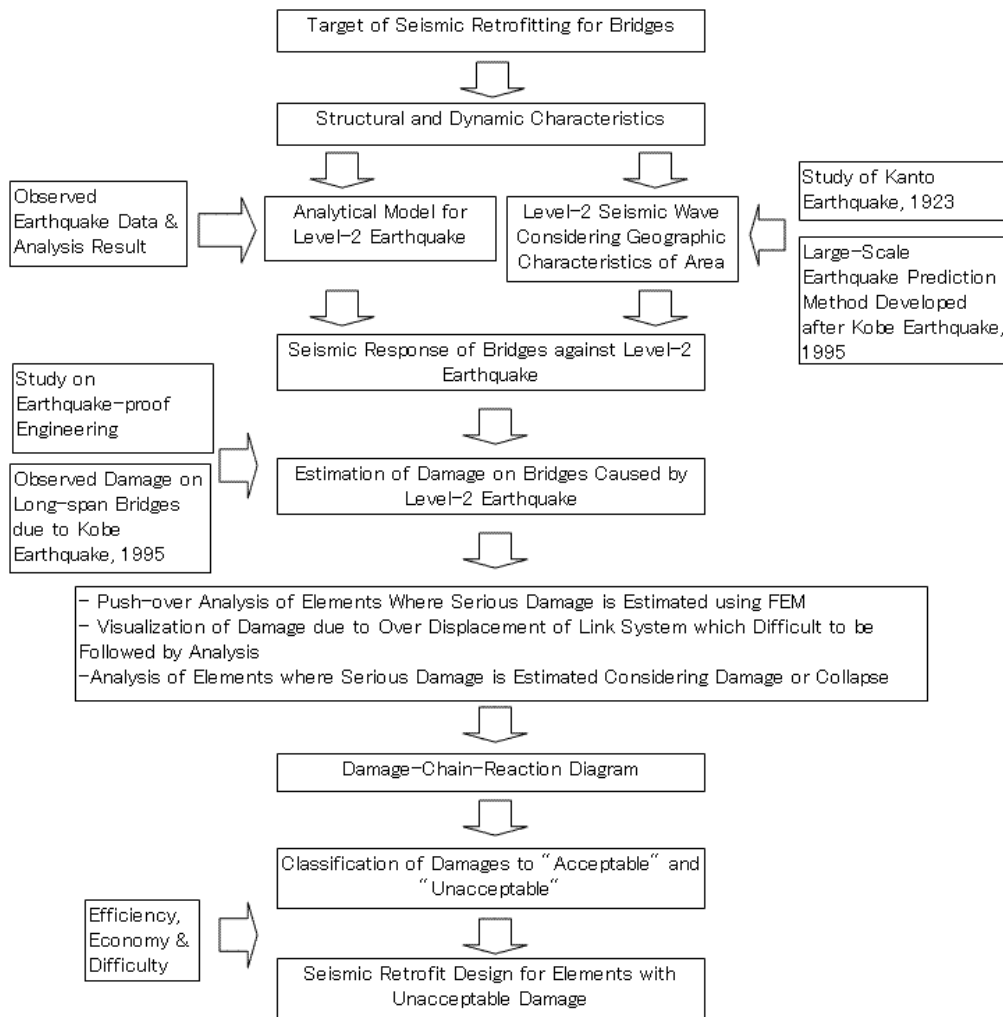 Target of Seismic Retrofitting for Bridges
Structural and Dynamic Characteristics
Observed
Earthquake Data &
Analysis Result
Analytical Model for
Level-2 Earthquake
Level-2 Seismic Wave
Considering Geographic
Characteristics of Area
Study of Kanto
Earthquake, 1923
Large-Scale
Earthquake Prediction
Method Developed
after Kobe Earthquake,
1995
Seismic Response of Bridges against Level-2
Earthquake
Study on
Earthquake-proof
Engineering
Observed Damage on
Long-span Bridges
due to Kobe
Earthquake, 1995
Estimation of Damage on Bridges Caused by
Level-2 Earthquake
- Push-over Analysis of Elements Where Serious Damage is Estimated using FEM
- Visualization of Damage due to Over Displacement of Link System which Difficult to be
Followed by Analysis
-Analysis of Elements where Serious Damage is Estimated Considering Damage or Collapse
Damage-Chain-Reaction Diagram
Classification of Damages to "Acceptable" and
"Unacceptable"
Efficiency,
Economy &
Difficulty
Seismic Retrofit Design for Elements with
Unacceptable Damage